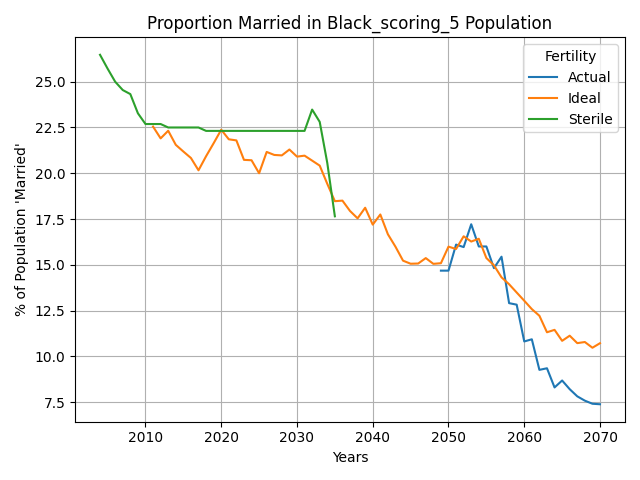 Proportion Married in Black_scoring_5 Population
Fertility
Actual
Ideal
Sterile
% of Population 'Married'
25.0
22.5
20.0
17.5
15.0
12.5
10.0
7.5
2010 2020 2030 2040 2050 2060 2070
Years